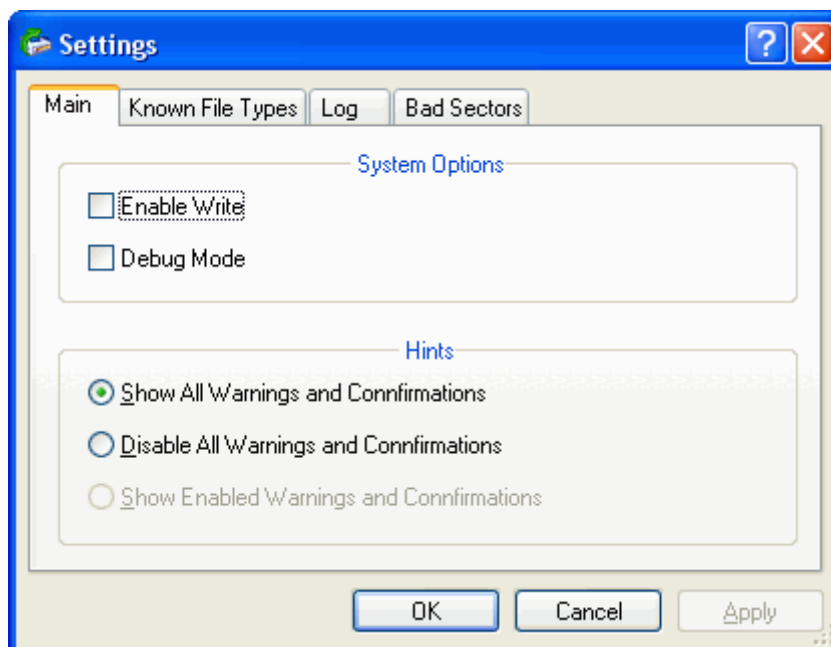 Settings
Main
Known File Types
Log
Bad Sectors
System Options
Enable Write
Debug Mode
Hints
Show All Warnings and Connfirmations
Disable All Warnings and Connfirmations
Show Enabled Warnings and Connfirmations
OK
Cancel
Apply